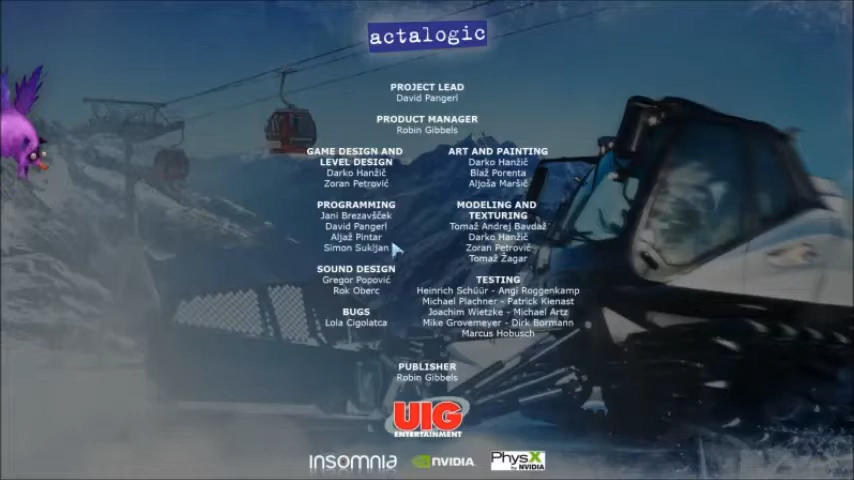 actalogic
PROJECT LEAD
David Pangerl
PRODUCT MANAGER
Robin Gibbels
GAME DESIGN AND
LEVEL DESIGN
Darko Hanžič
Zoran Petrovič
PROGRAMMING
Jani Brezavšček
David Pangerl
Aljaž Pintar
Simon Sukljan
SOUND DESIGN
Gregor Popović
Rok Oberc
BUGS
Lola Cigolatca
ART AND PAINTING
Darko Hanžič
Blaž Porenta
Aljoša Maršič
MODELING AND
TEXTURING
Tomaž Andrej Bavdaž
Darko Hanžič
Zoran Petrovič
Tomaž Žagar
TESTING
Heinrich Schüür - Angi Roggenkamp
Michael Plachner - Patrick Kienast
Joachim Wietzke - Michael Artz
Mike Grovemeyer - Dirk Bormann
Marcus Hobusch
PUBLISHER
Robin Gibbels
UIG
ENTERTAINMENT
INSOMNIA
NVIDIA
PhysX
by NVIDIA